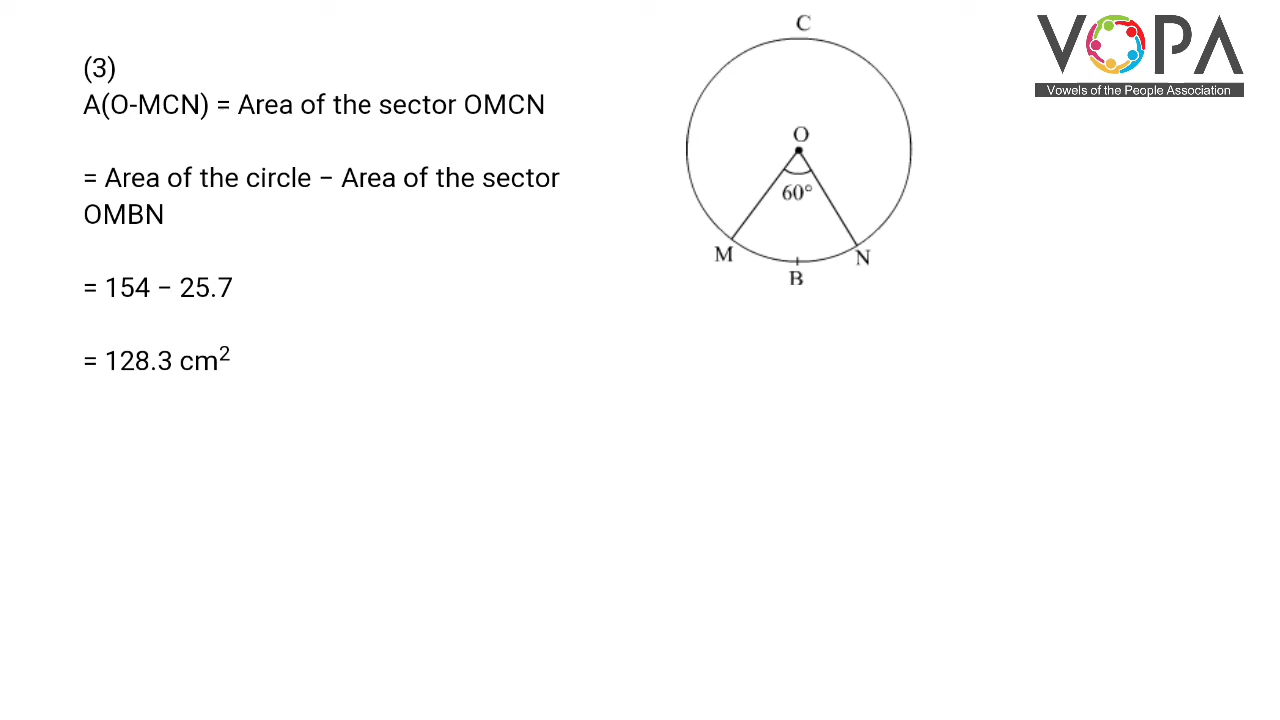 (3)
A(O-MCN) = Area of the sector OMCN
= Area of the circle − Area of the sector
OMBN
= 154 − 25.7
= 128.3 cm²
C
O
60°
M
N
B
VOPA
Vowels of the People Association